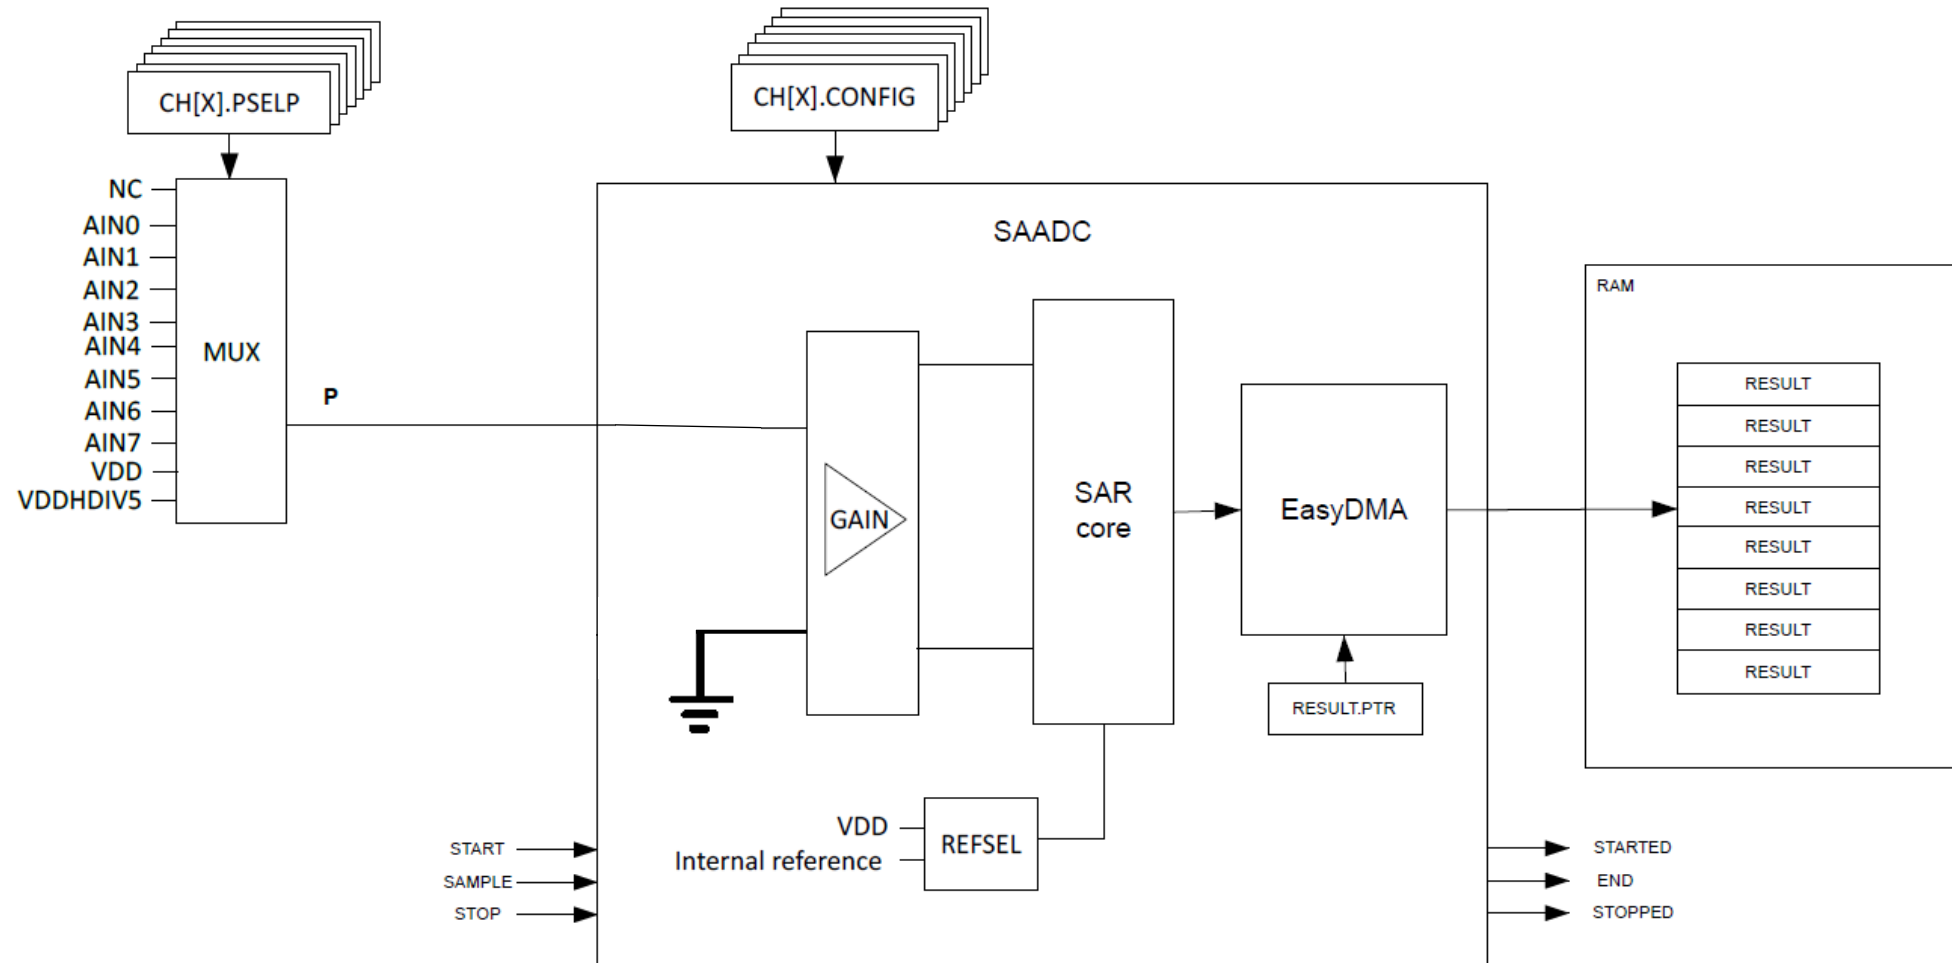 CH[X].PSELP
CH[X].CONFIG
NC
AIN0
AIN1
AIN2
AIN3
AIN4
AIN5
AIN6
AIN7
VDD
VDDHDIV5
MUX
P
SAADC
GAIN
SAR
core
EasyDMA
RESULT.PTR
RAM
RESULT
RESULT
RESULT
RESULT
RESULT
RESULT
RESULT
RESULT
VDD
Internal reference
REFSEL
START
SAMPLE
STOP
STARTED
END
STOPPED